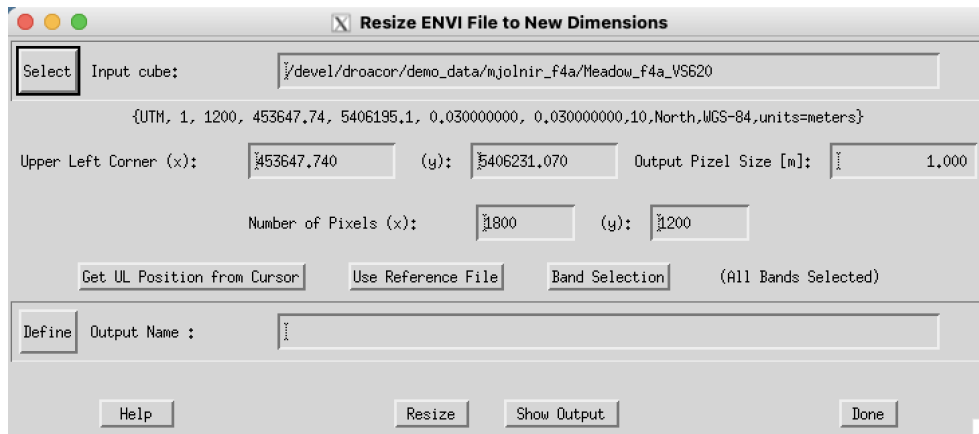 Resize ENVI File to New Dimensions
Select Input cube: /devel/droacor/demo_data/mjolnir_f4a/Meadow_f4a_VS620
{UTM, 1, 1200, 453647.74, 5406195.1, 0.030000000, 0.030000000,10,North,WGS-84,units=meters}
Upper Left Corner (x): 453647.740 (y): 5406231.070 Output Pizel Size [m]: 1.000
Number of Pixels (x): 1800 (y): 1200
Get UL Position from Cursor Use Reference File Band Selection (All Bands Selected)
Define Output Name :
Help Resize Show Output Done